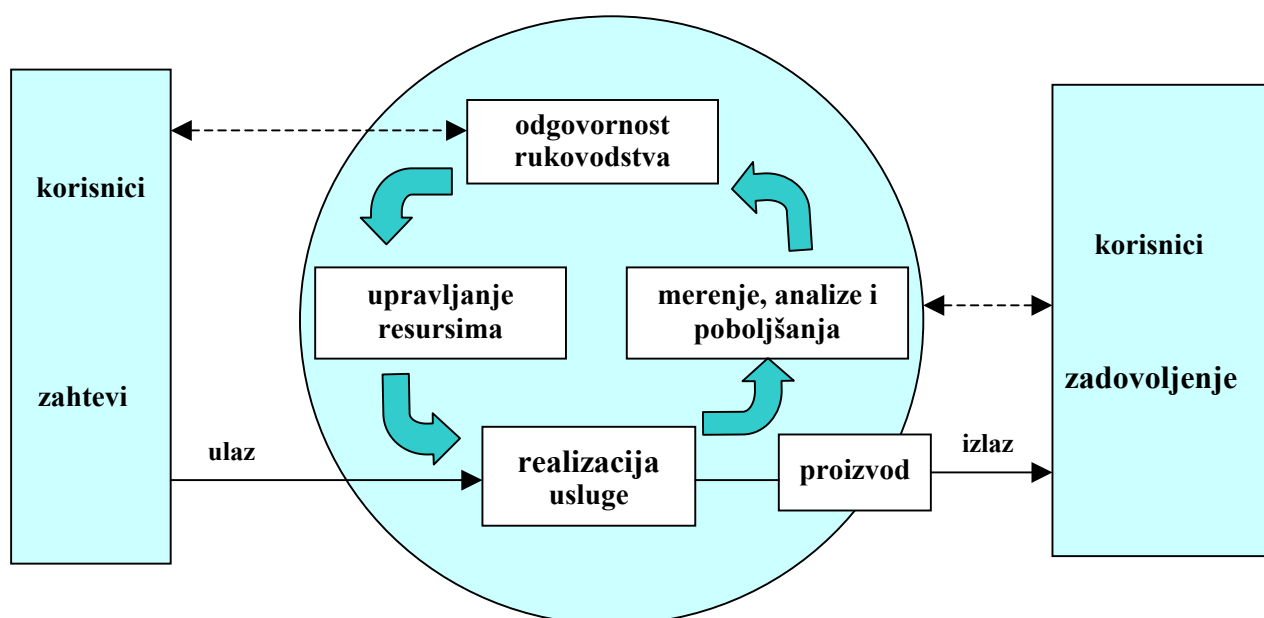 odgovornost
rukovodstva
korisnici
korisnici
upravljanje
resursima
merenje, analize i
poboljšanja
zahtevi
zadovoljenje
ulaz
izlaz
realizacija
usluge
proizvod